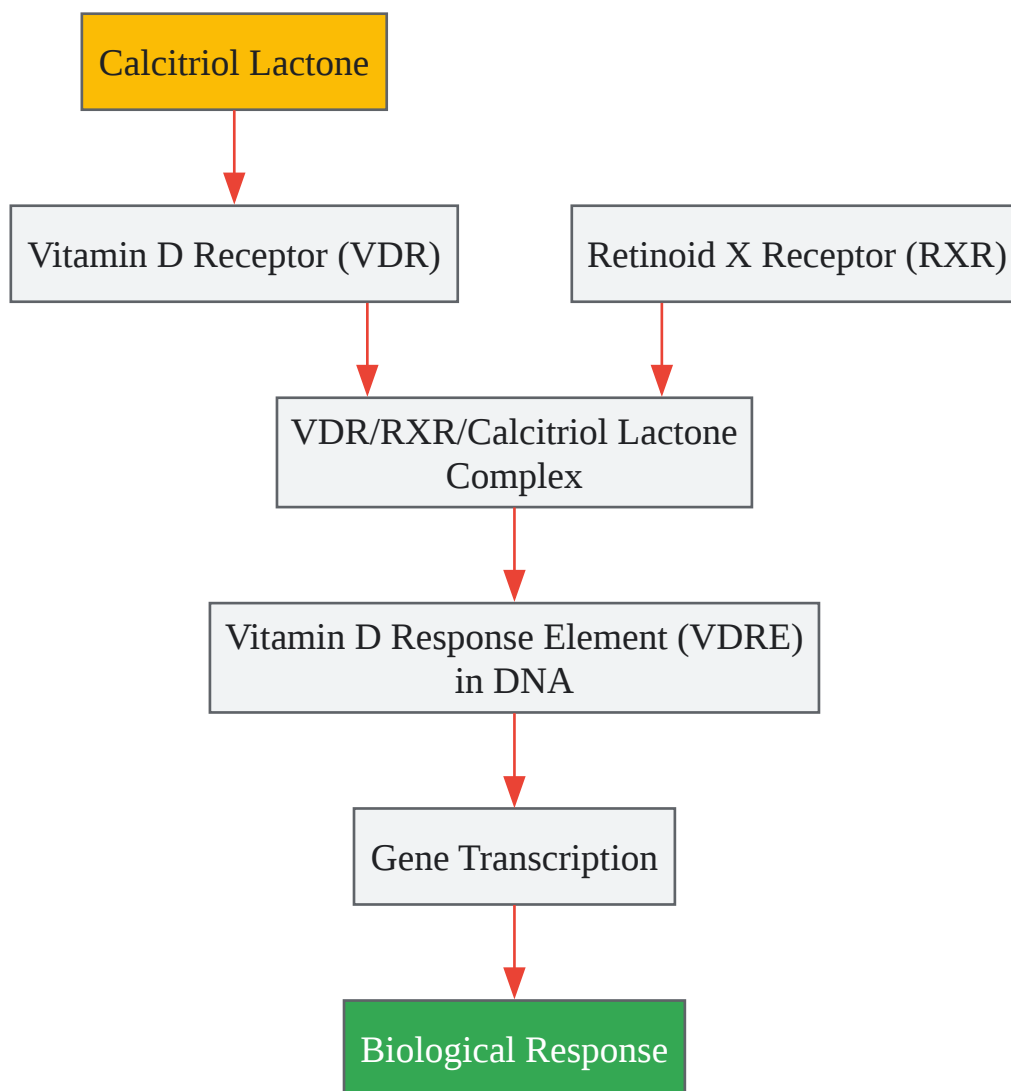 Calcitriol Lactone
Vitamin D Receptor (VDR)
Retinoid X Receptor (RXR)
VDR/RXR/Calcitriol Lactone
Complex
Vitamin D Response Element (VDRE)
in DNA
Gene Transcription
Biological Response